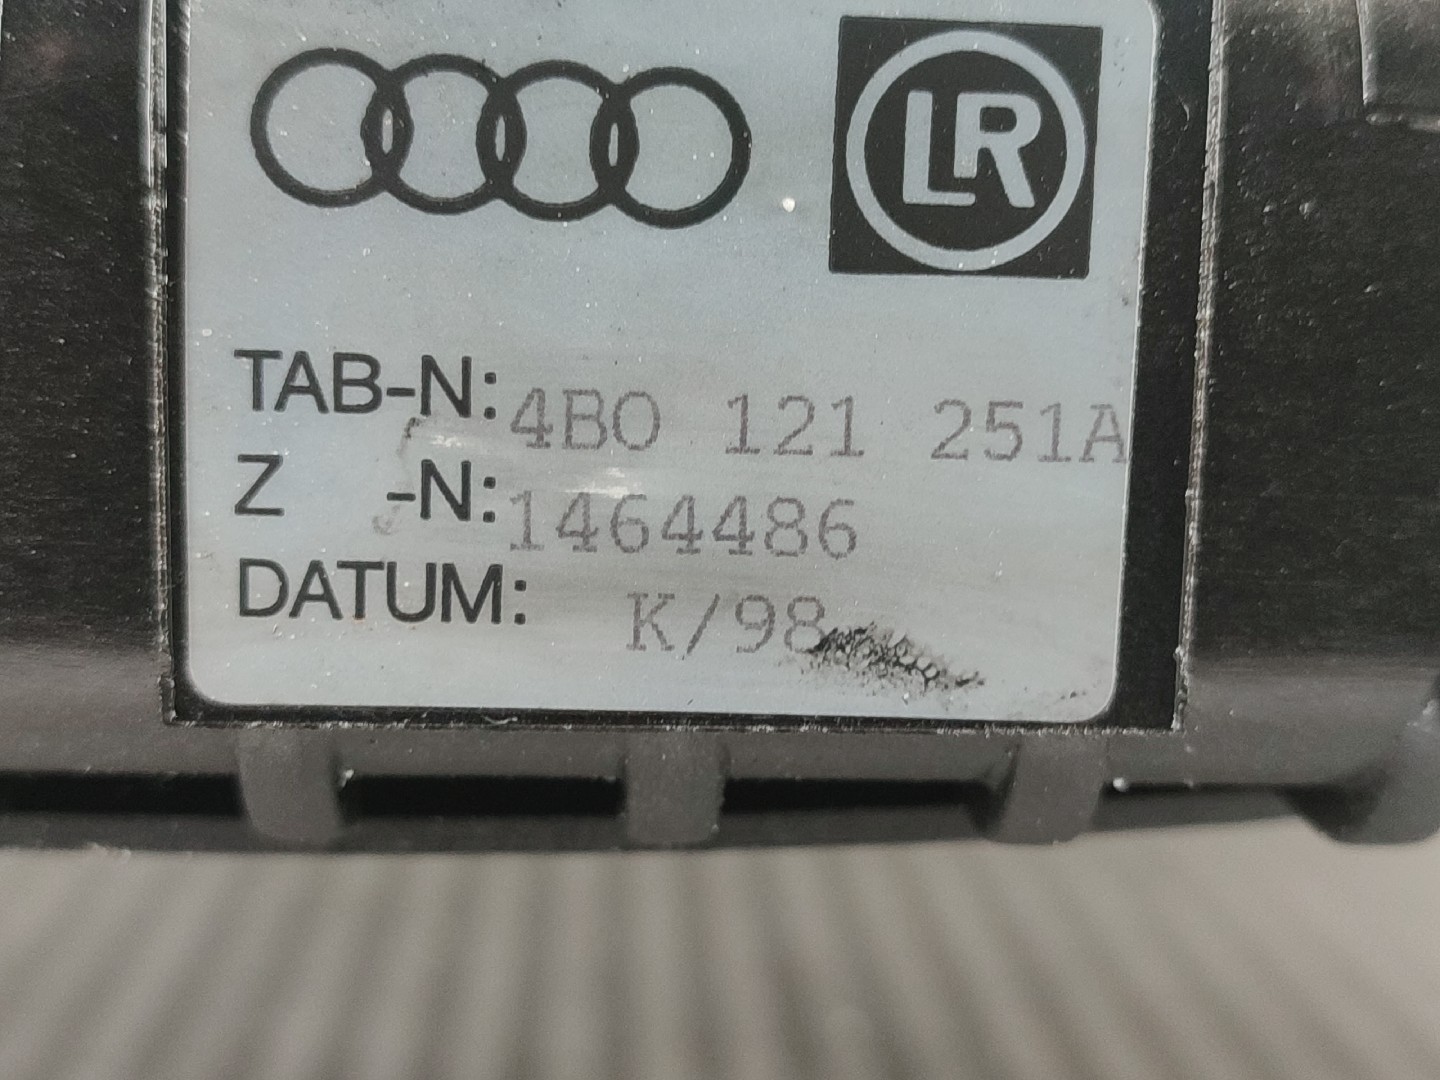 LR
TAB-N: 4B0 121 251A
Z -N: 1464486
DATUM: K/98